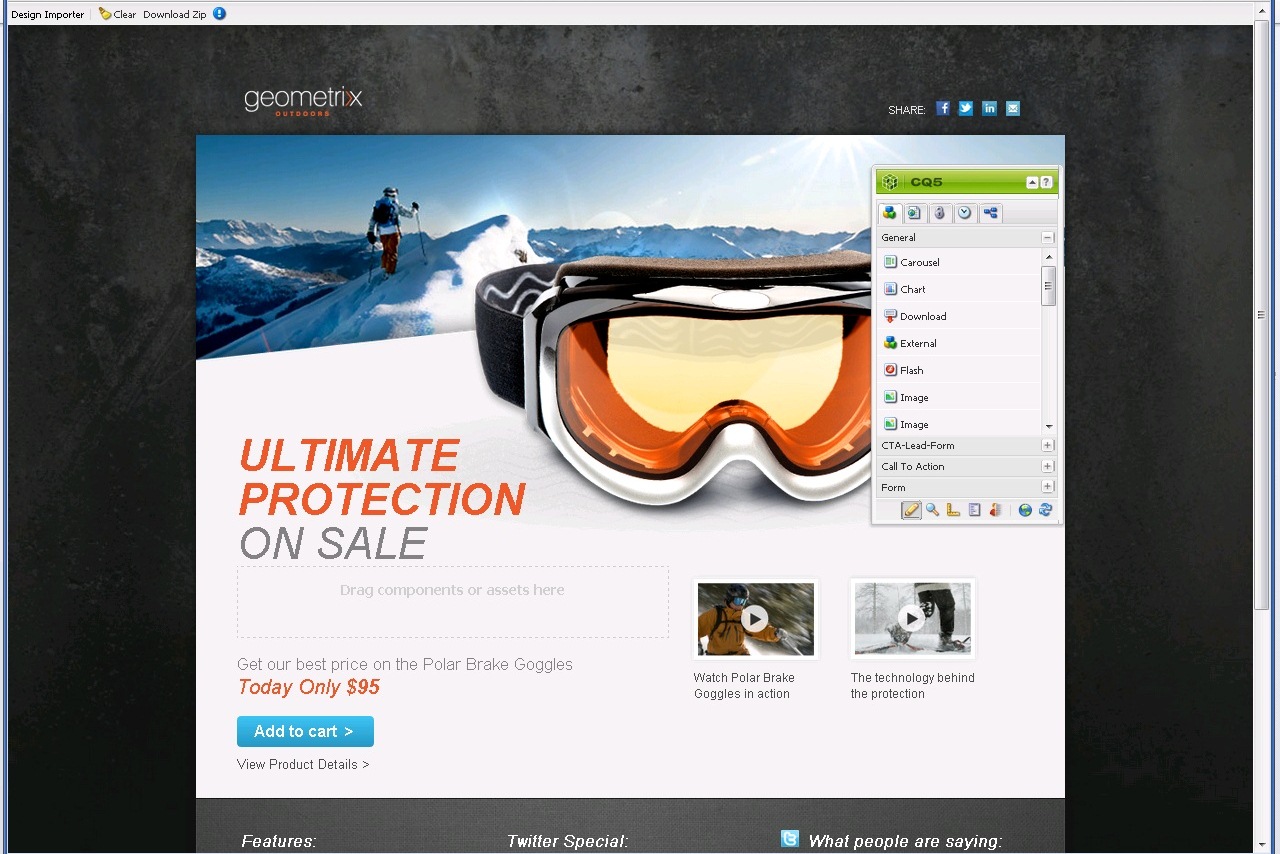 Design Importer Clear Download Zip
geometrixx
OUTDOORS
SHARE:
CQ5
General
Carousel
Chart
Download
External
Flash
Image
Image
CTA-Lead-Form
Call To Action
Form
ULTIMATE
PROTECTION
ON SALE
Drag components or assets here
Get our best price on the Polar Brake Goggles
Today Only $95
Add to cart >
View Product Details >
Watch Polar Brake
Goggles in action
The technology behind
the protection
Features:
Twitter Special:
What people are saying: